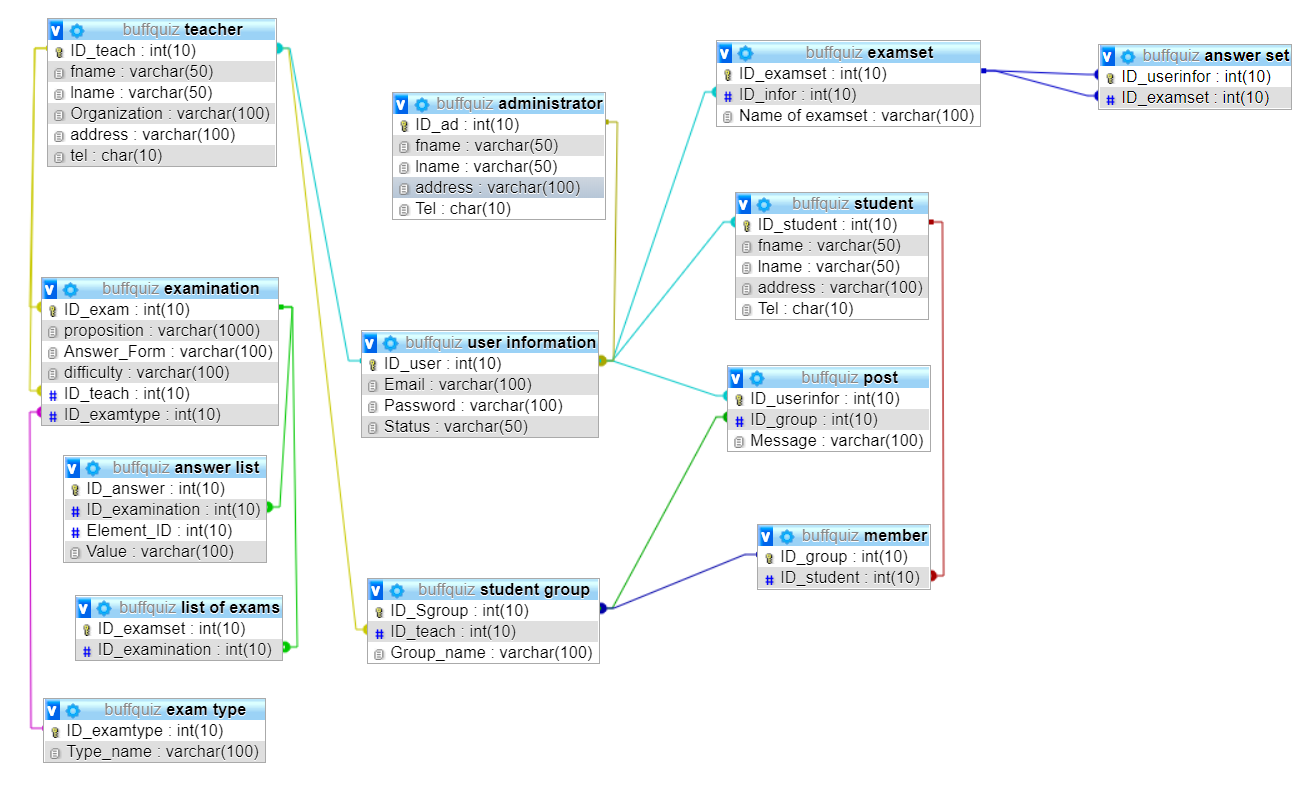 buffquiz teacher
ID_teach : int(10)
fname : varchar(50)
lname : varchar(50)
Organization : varchar(100)
address : varchar(100)
tel : char(10)
buffquiz administrator
ID_ad : int(10)
fname : varchar(50)
lname : varchar(50)
address : varchar(100)
Tel : char(10)
buffquiz examset
ID_examset : int(10)
ID_infor : int(10)
Name of examset : varchar(100)
buffquiz answer set
ID_userinfor : int(10)
ID_examset : int(10)
buffquiz student
ID_student : int(10)
fname : varchar(50)
lname : varchar(50)
address : varchar(100)
Tel : char(10)
buffquiz examination
ID_exam : int(10)
proposition : varchar(1000)
Answer_Form : varchar(100)
difficulty : varchar(100)
ID_teach : int(10)
ID_examtype : int(10)
buffquiz user information
ID_user : int(10)
Email : varchar(100)
Password : varchar(100)
Status : varchar(50)
buffquiz post
ID_userinfor : int(10)
ID_group : int(10)
Message : varchar(100)
buffquiz answer list
ID_answer : int(10)
ID_examination : int(10)
Element_ID : int(10)
Value : varchar(100)
buffquiz member
ID_group : int(10)
ID_student : int(10)
buffquiz list of exams
ID_examset : int(10)
ID_examination : int(10)
buffquiz student group
ID_Sgroup : int(10)
ID_teach : int(10)
Group_name : varchar(100)
buffquiz exam type
ID_examtype : int(10)
Type_name : varchar(100)